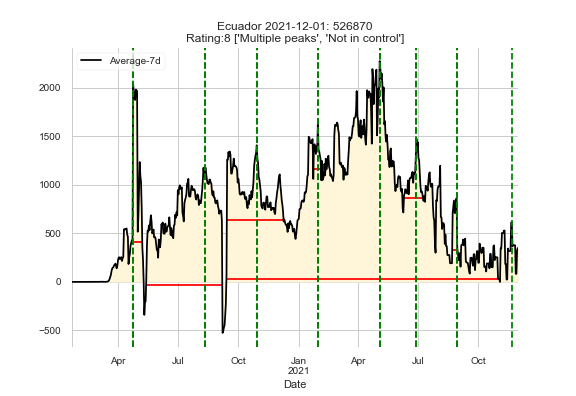 Ecuador 2021-12-01: 526870
Rating:8 ['Multiple peaks', 'Not in control']
Average-7d
2000
1500
1000
500
0
−500
Apr
Jul
Oct
Jan
2021
Apr
Jul
Oct
Date